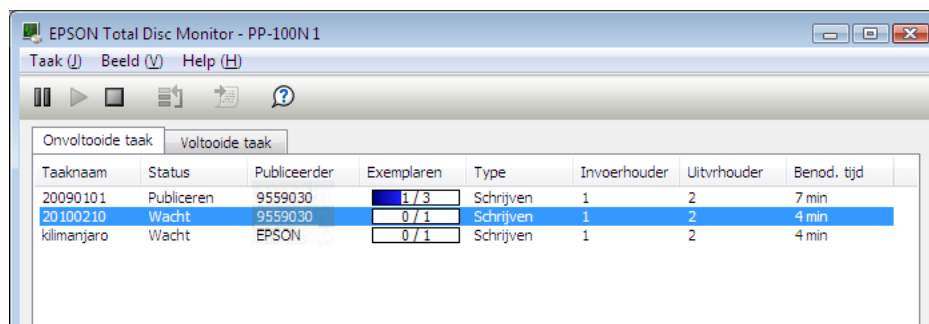 EPSON Total Disc Monitor - PP-100N 1
Taak (J) Beeld (V) Help (H)
Onvoltooide taak Voltooide taak
Taaknaam Status Publiceerder Exemplaren Type Invoerhouder Uitvrhouder Benod. tijd
20090101 Publiceren 9559030 1 / 3 Schrijven 1 2 7 min
20100210 Wacht 9559030 0 / 1 Schrijven 1 2 4 min
kilimanjaro Wacht EPSON 0 / 1 Schrijven 1 2 4 min